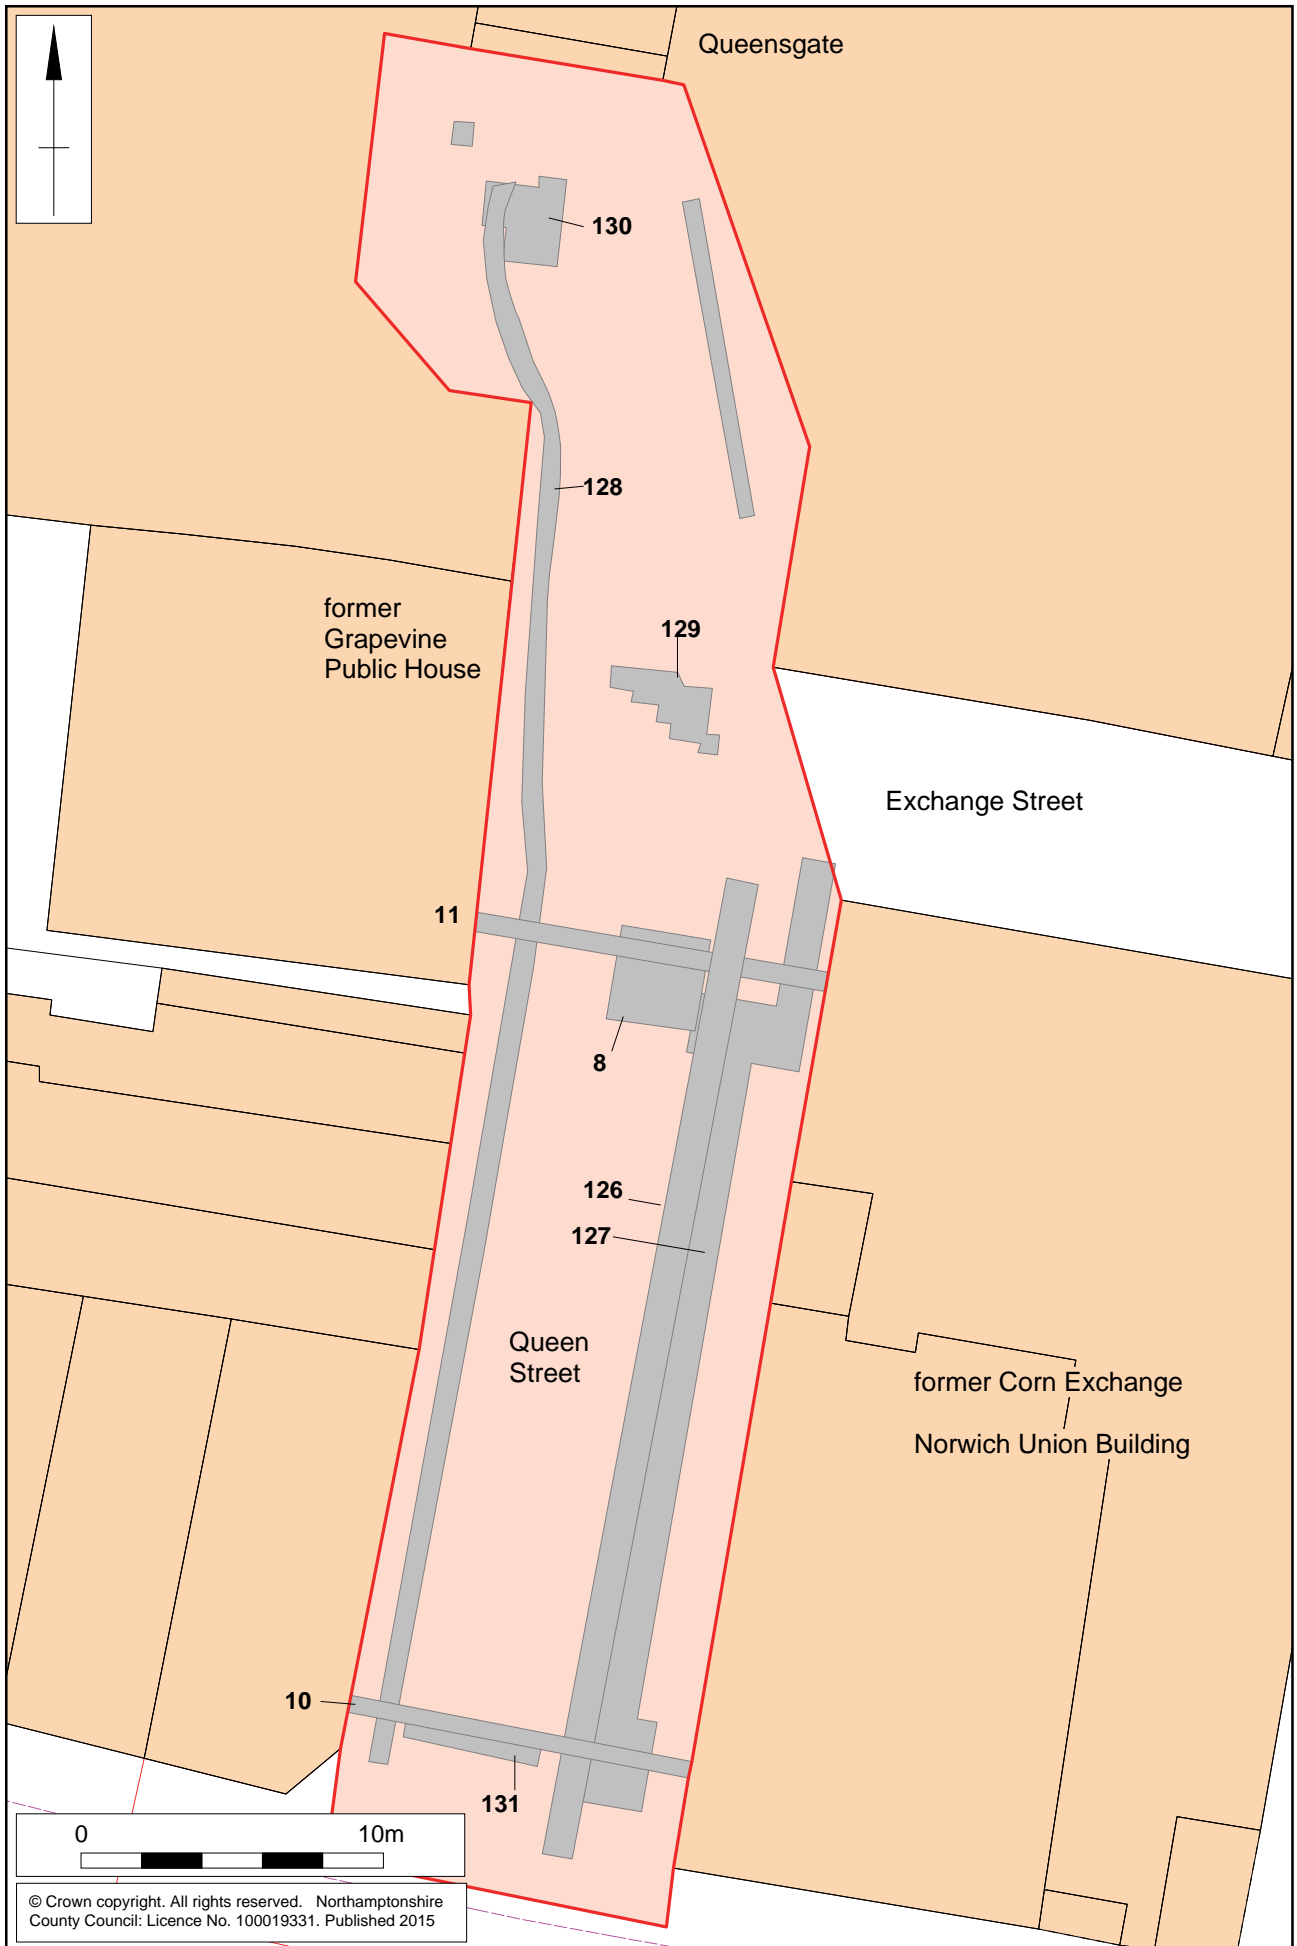 Queensgate
130
128
former
Grapevine
Public House
129
Exchange Street
11
8
126
127
Queen
Street
former Corn Exchange
Norwich Union Building
10
131
0 10m
© Crown copyright. All rights reserved. Northamptonshire
County Council: Licence No. 100019331. Published 2015